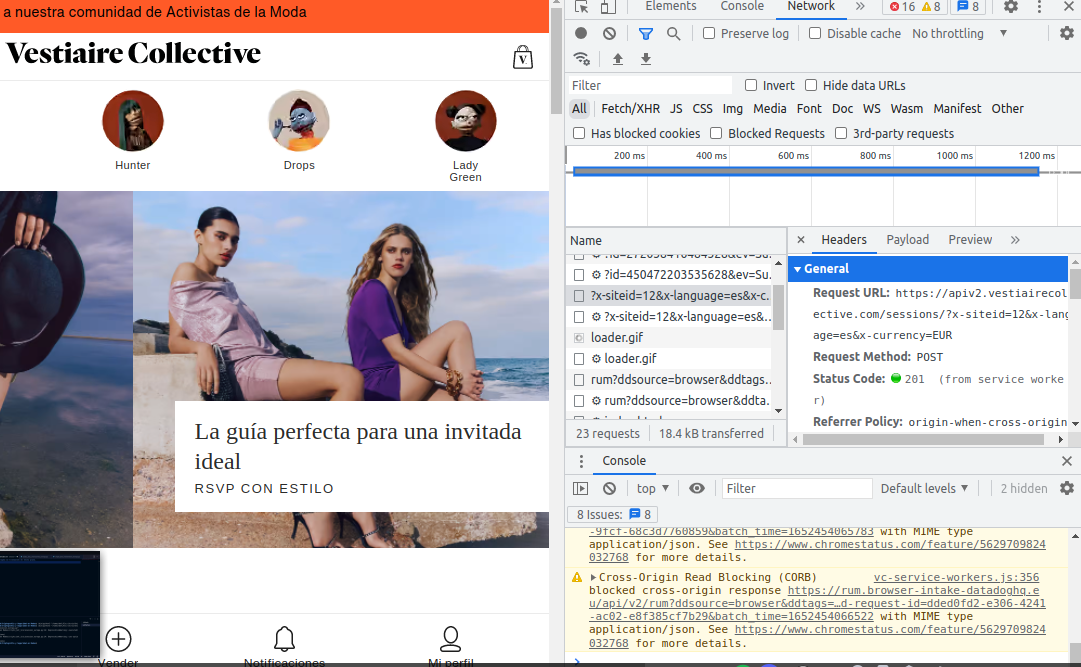 a nuestra comunidad de Activistas de la Moda
Vestiaire Collective
V.
Hunter
Drops
Lady
Green
La guía perfecta para una invitada
ideal
RSVP CON ESTILO
Vender
Notificaciones
Mi perfil
Elements Console Network » 16 8 8
Preserve log Disable cache No throttling
Filter Invert Hide data URLs
All Fetch/XHR JS CSS Img Media Font Doc WS Wasm Manifest Other
Has blocked cookies Blocked Requests 3rd-party requests
200 ms 400 ms 600 ms 800 ms 1000 ms 1200 ms
Name
?id=450472203535628&ev=Su..
?x-siteid=12&x-language=es&x-c..
?x-siteid=12&x-language=es&..
loader.gif
loader.gif
rum?ddsource=browser&ddtags..
rum?ddsource=browser&ddta..
23 requests 18.4 kB transferred
× Headers Payload Preview »
General
Request URL: https://apiv2.vestiairecol
ective.com/sessions/?x-siteid=12&x-lang
age=es&x-currency=EUR
Request Method: POST
Status Code: 201 (from service worke
r)
Referrer Policy: origin-when-cross-origin
Console
top Filter Default levels 2 hidden
8 Issues: 8
-9fcf-68c3d7760859&batch_time=1652454065783 with MIME type
application/json. See https://www.chromestatus.com/feature/5629709824
032768 for more details.
Cross-Origin Read Blocking (CORB) vc-service-workers.js:356
blocked cross-origin response https://rum.browser-intake-datadoghq.e
u/api/v2/rum?ddsource=browser&ddtags=…d-request-id=dded0fd2-e306-4241
-ac02-e8f385cf7b29&batch_time=1652454066522 with MIME type
application/json. See https://www.chromestatus.com/feature/5629709824
032768 for more details.